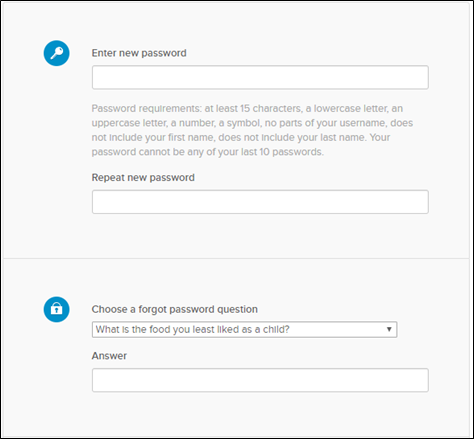 Enter new password
Password requirements: at least 15 characters, a lowercase letter, an
uppercase letter, a number, a symbol, no parts of your username, does
not include your first name, does not include your last name. Your
password cannot be any of your last 10 passwords.
Repeat new password
Choose a forgot password question
What is the food you least liked as a child?
Answer